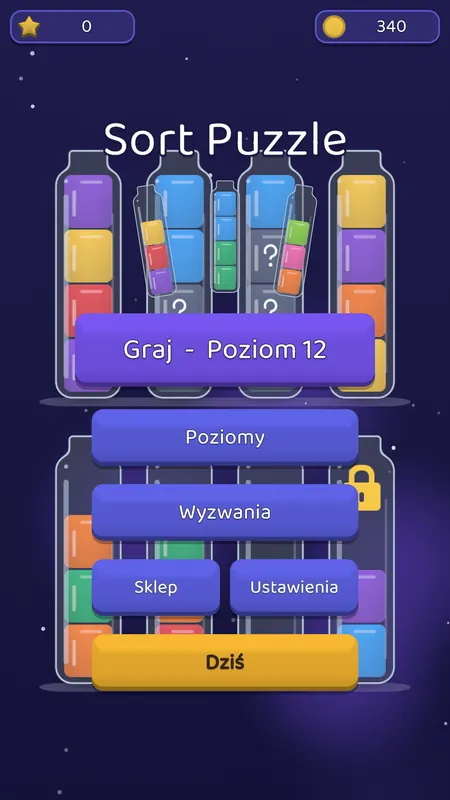 0
340
Sort Puzzle
?
?
?
Graj - Poziom 12
Poziomy
Wyzwania
Sklep
Ustawienia
Dziś